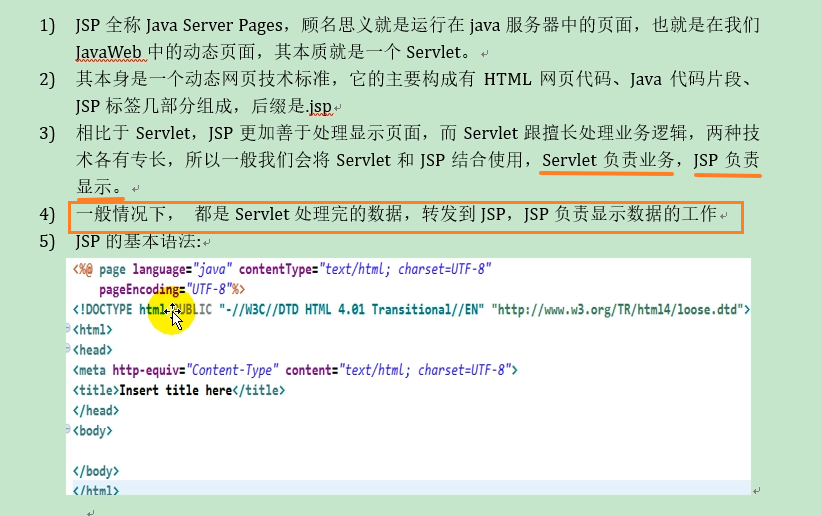 1) JSP 全称 Java Server Pages，顾名思义就是运行在 java 服务器中的页面，也就是在我们
JavaWeb 中的动态页面，其本质就是一个 Servlet。
2) 其本身是一个动态网页技术标准，它的主要构成有 HTML 网页代码、Java 代码片段、
JSP 标签几部分组成，后缀是.jsp
3) 相比于 Servlet，JSP 更加善于处理显示页面，而 Servlet 跟擅长处理业务逻辑，两种技
术各有专长，所以一般我们会将 Servlet 和 JSP 结合使用，Servlet 负责业务，JSP 负责
显示。
4) 一般情况下， 都是 Servlet 处理完的数据，转发到 JSP，JSP 负责显示数据的工作
5) JSP 的基本语法:
<%@ page language="java" contentType="text/html; charset=UTF-8"
pageEncoding="UTF-8"%>
<!DOCTYPE html PUBLIC "-//W3C//DTD HTML 4.01 Transitional//EN" "http://www.w3.org/TR/html4/loose.dtd">
<html>
<head>
<meta http-equiv="Content-Type" content="text/html; charset=UTF-8">
<title>Insert title here</title>
</head>
<body>
</body>
</html>